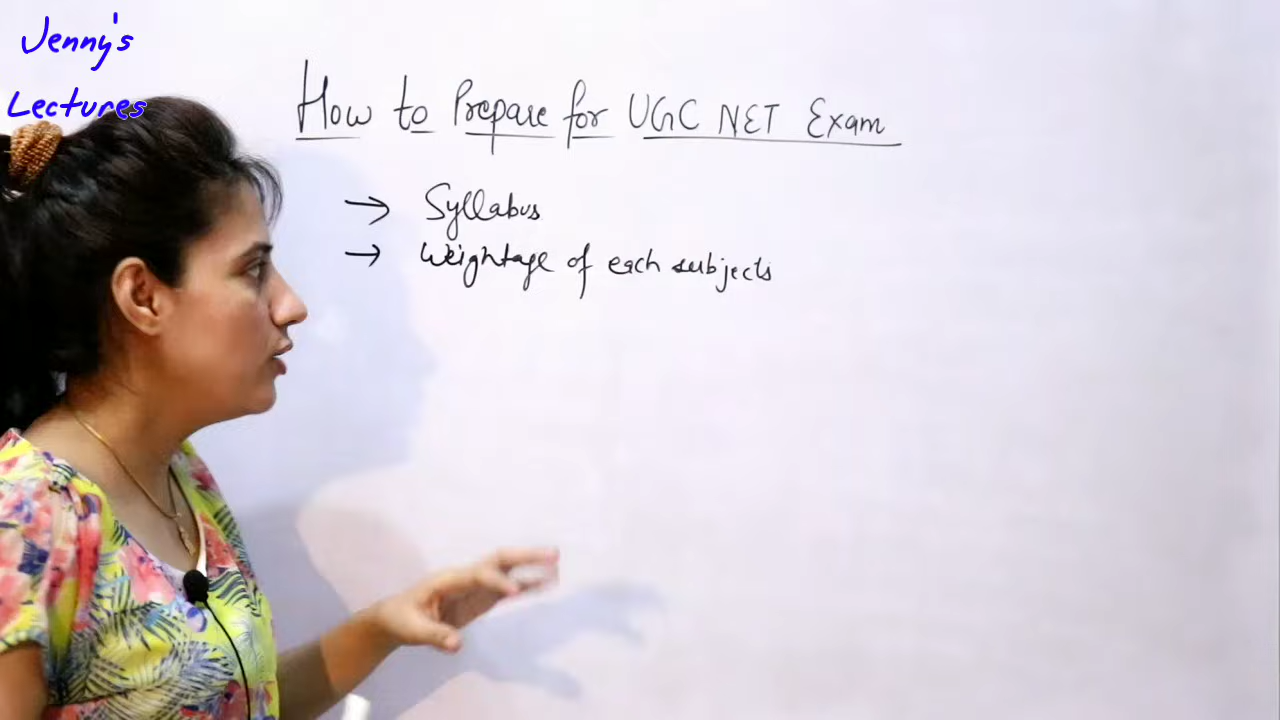 Jenny's
Lectures
How to Prepare for UGC NET Exam
→ Syllabus
→ Weightage of each subjects